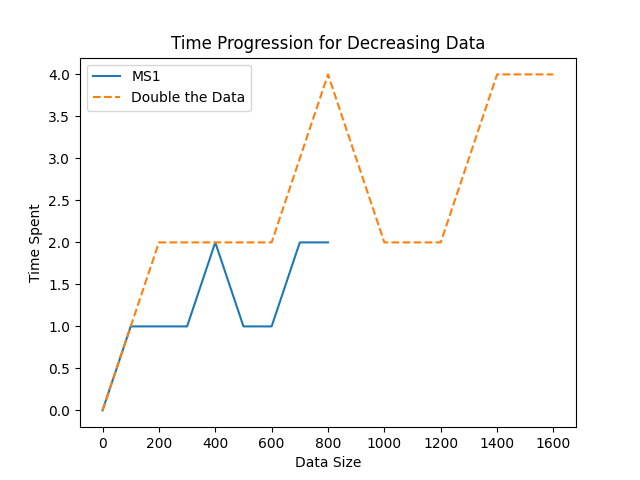 Time Progression for Decreasing Data
MS1
Double the Data
4.0
3.5
3.0
2.5
2.0
1.5
1.0
0.5
0.0
Time Spent
0 200 400 600 800 1000 1200 1400 1600
Data Size